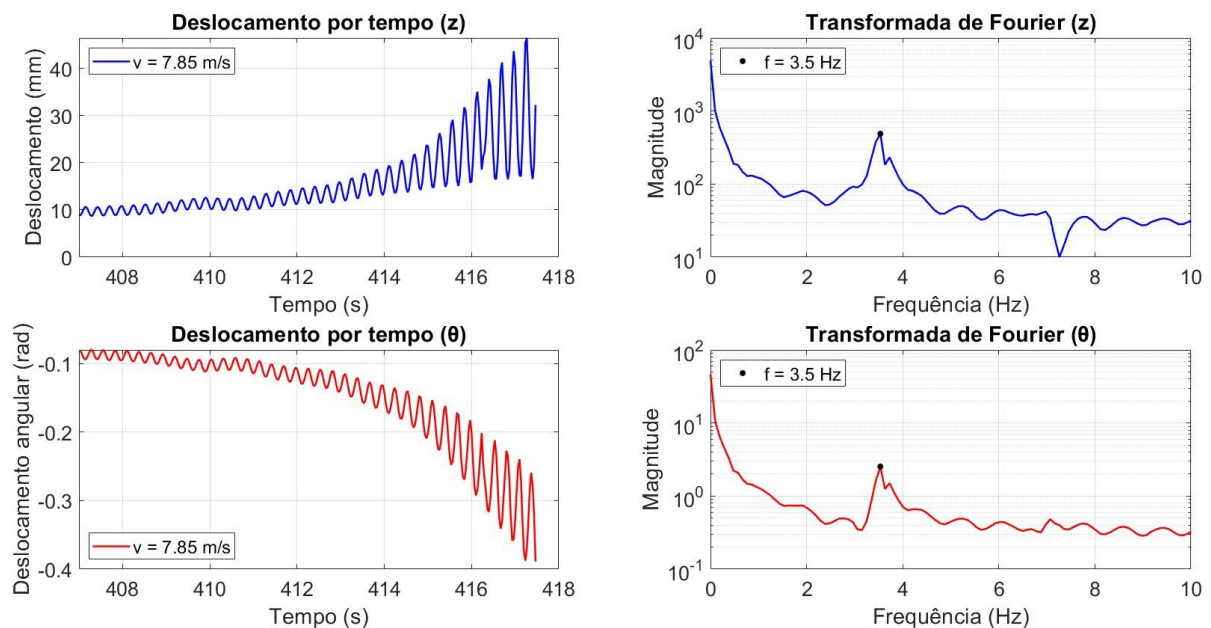 Deslocamento por tempo (z)
v = 7.85 m/s
Deslocamento (mm)
40
30
20
10
0
408 410 412 414 416 418
Tempo (s)
Transformada de Fourier (z)
f = 3.5 Hz
Magnitude
10^4
10^3
10^2
10^1
0 2 4 6 8 10
Frequência (Hz)
Deslocamento por tempo (θ)
v = 7.85 m/s
Deslocamento angular (rad)
-0.1
-0.2
-0.3
-0.4
408 410 412 414 416 418
Tempo (s)
Transformada de Fourier (θ)
f = 3.5 Hz
Magnitude
10^2
10^1
10^0
10^-1
0 2 4 6 8 10
Frequência (Hz)